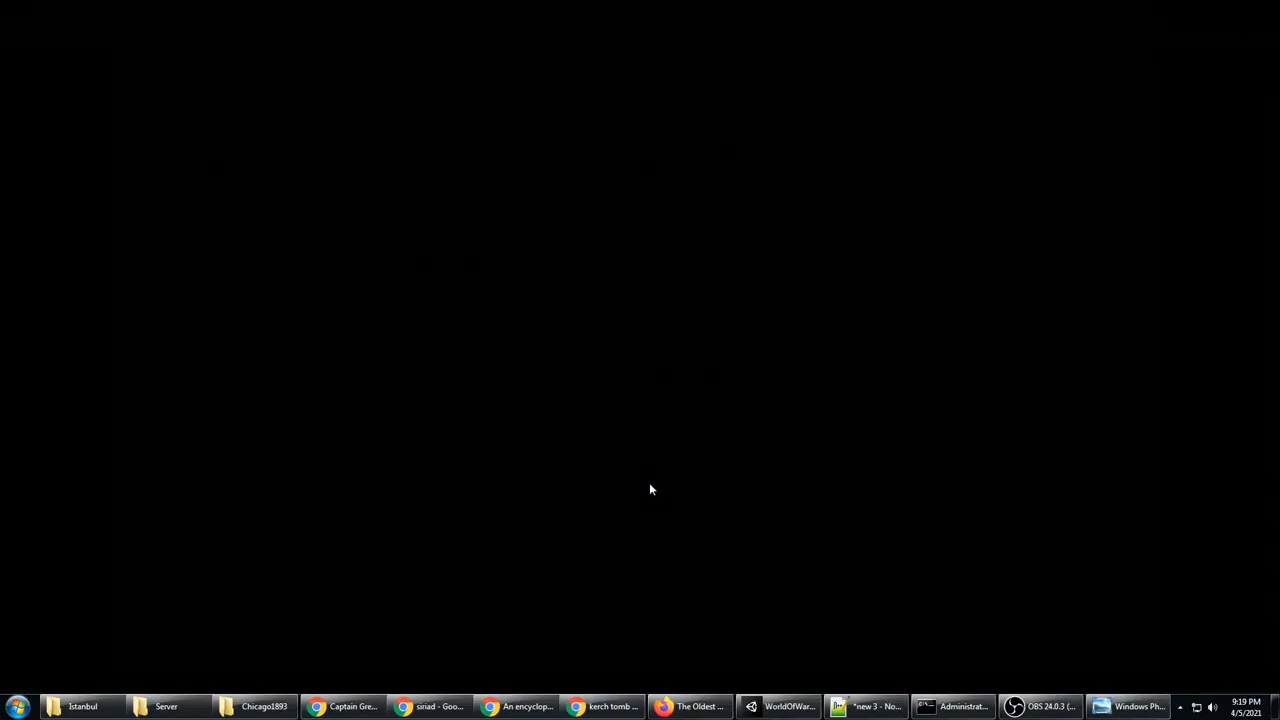 Istanbul
Server
Chicago1893
Captain Gre...
siriad - Goo...
An encyclop...
kerch tomb ...
The Oldest ...
WorldOfWar...
*new 3 - No...
Administrat...
OBS 24.0.3 (...
Windows Ph...
9:19 PM
4/5/2021